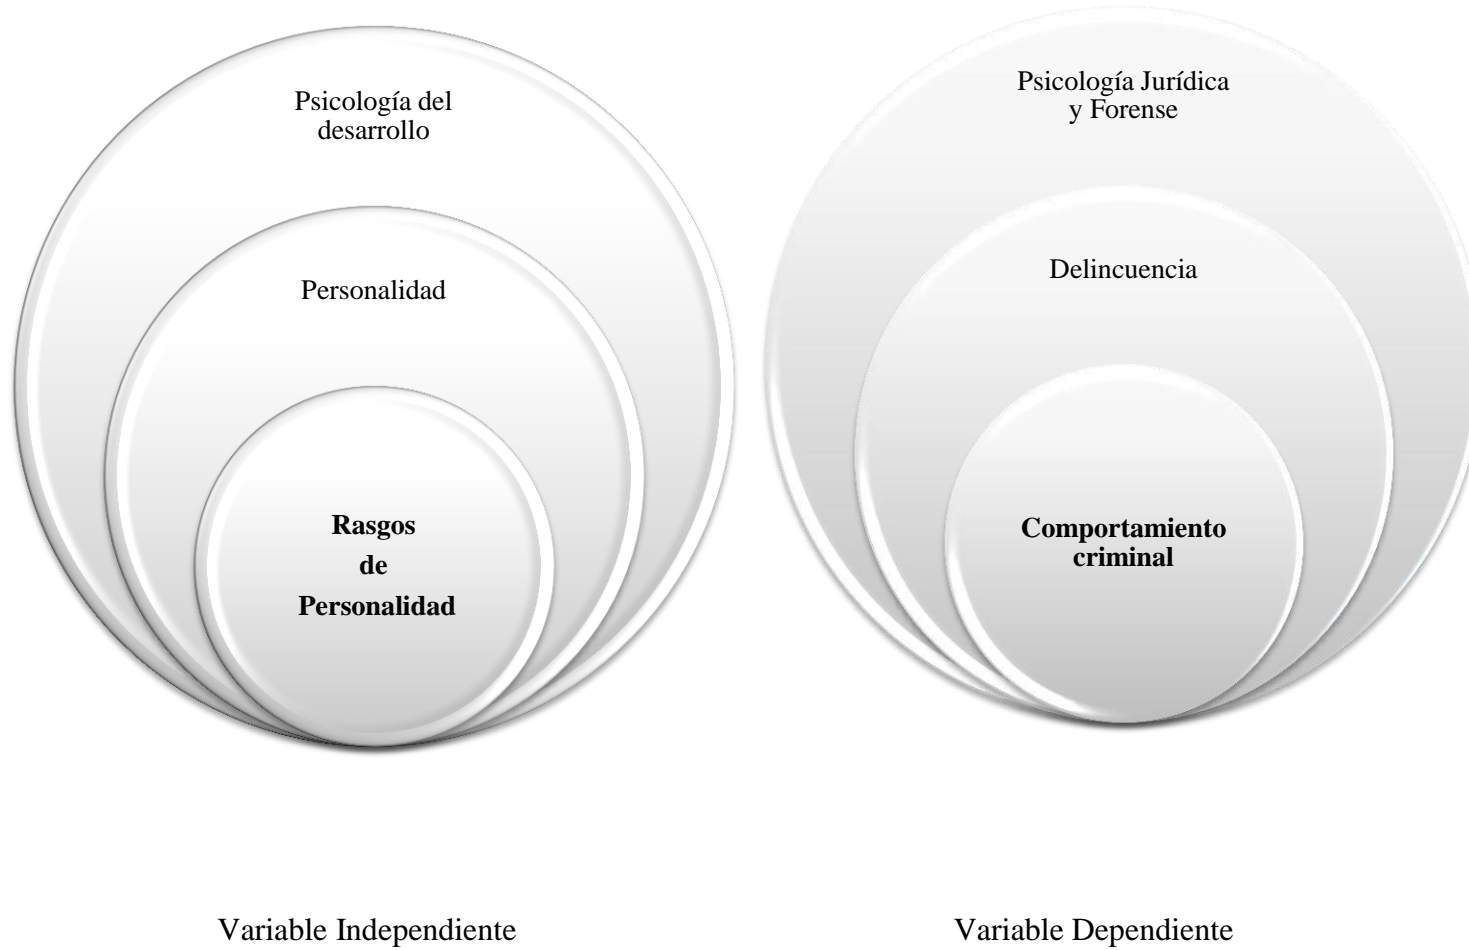 Psicología del
desarrollo
Personalidad
Rasgos
de
Personalidad
Psicología Jurídica
y Forense
Delincuencia
Comportamiento
criminal
Variable Independiente
Variable Dependiente